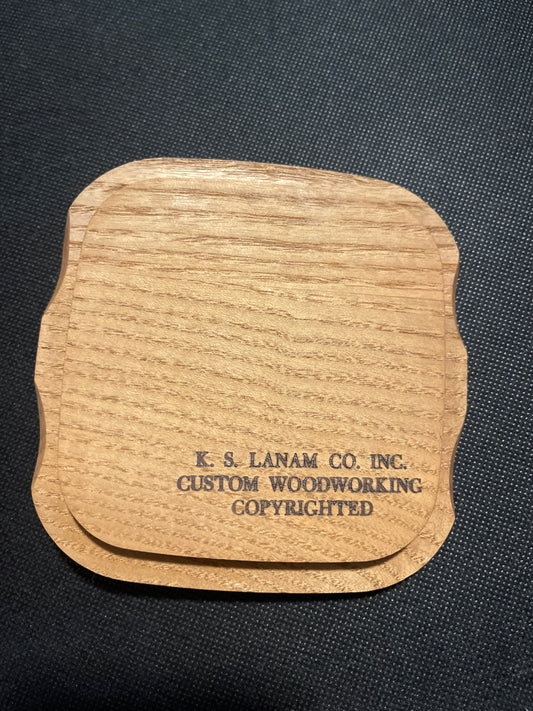 K. S. LANAM CO. INC.
CUSTOM WOODWORKING
COPYRIGHTED